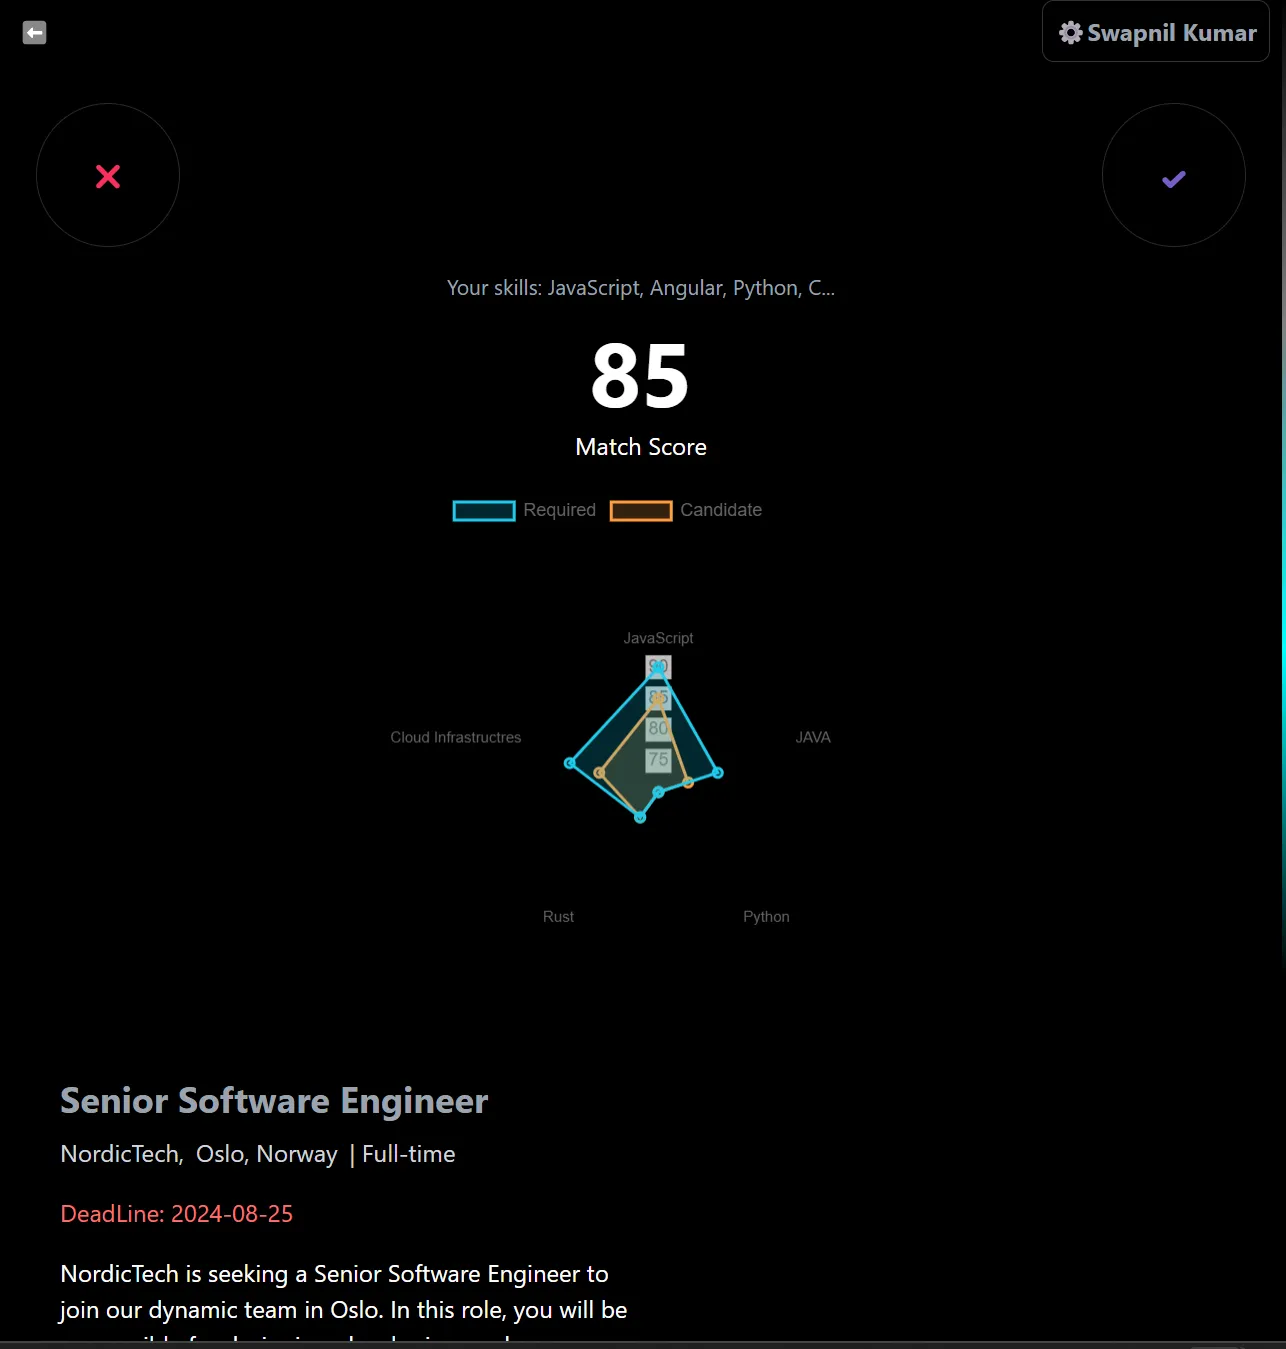 Swapnil Kumar
Your skills: JavaScript, Angular, Python, C...
85
Match Score
Required Candidate
JavaScript
90
85
80
75
Cloud Infrastructres
JAVA
Rust
Python
Senior Software Engineer
NordicTech, Oslo, Norway | Full-time
DeadLine: 2024-08-25
NordicTech is seeking a Senior Software Engineer to
join our dynamic team in Oslo. In this role, you will be